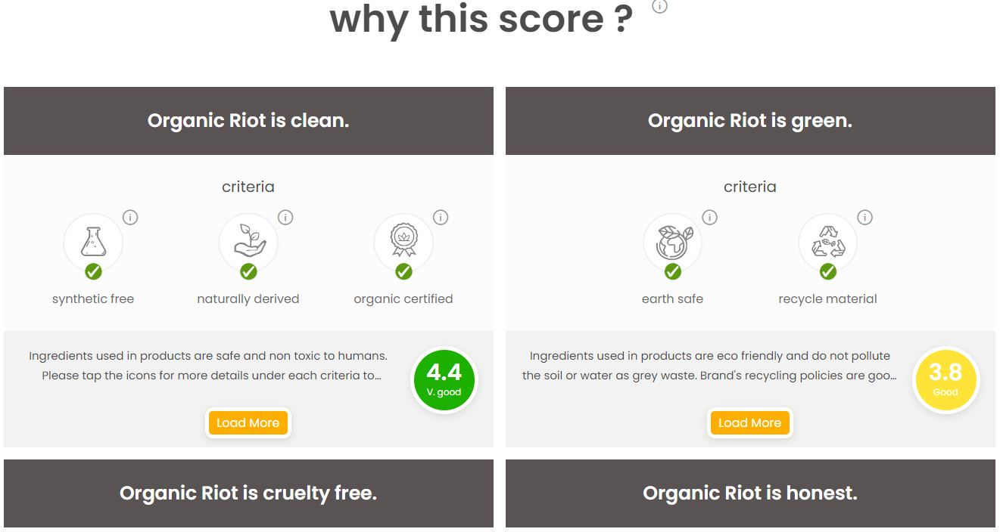 why this score ?
Organic Riot is clean.
criteria
synthetic free
naturally derived
organic certified
Ingredients used in products are safe and non toxic to humans.
Please tap the icons for more details under each criteria to...
4.4
V. good
Load More
Organic Riot is green.
criteria
earth safe
recycle material
Ingredients used in products are eco friendly and do not pollute
the soil or water as grey waste. Brand's recycling policies are goo...
3.8
Good
Load More
Organic Riot is cruelty free.
Organic Riot is honest.